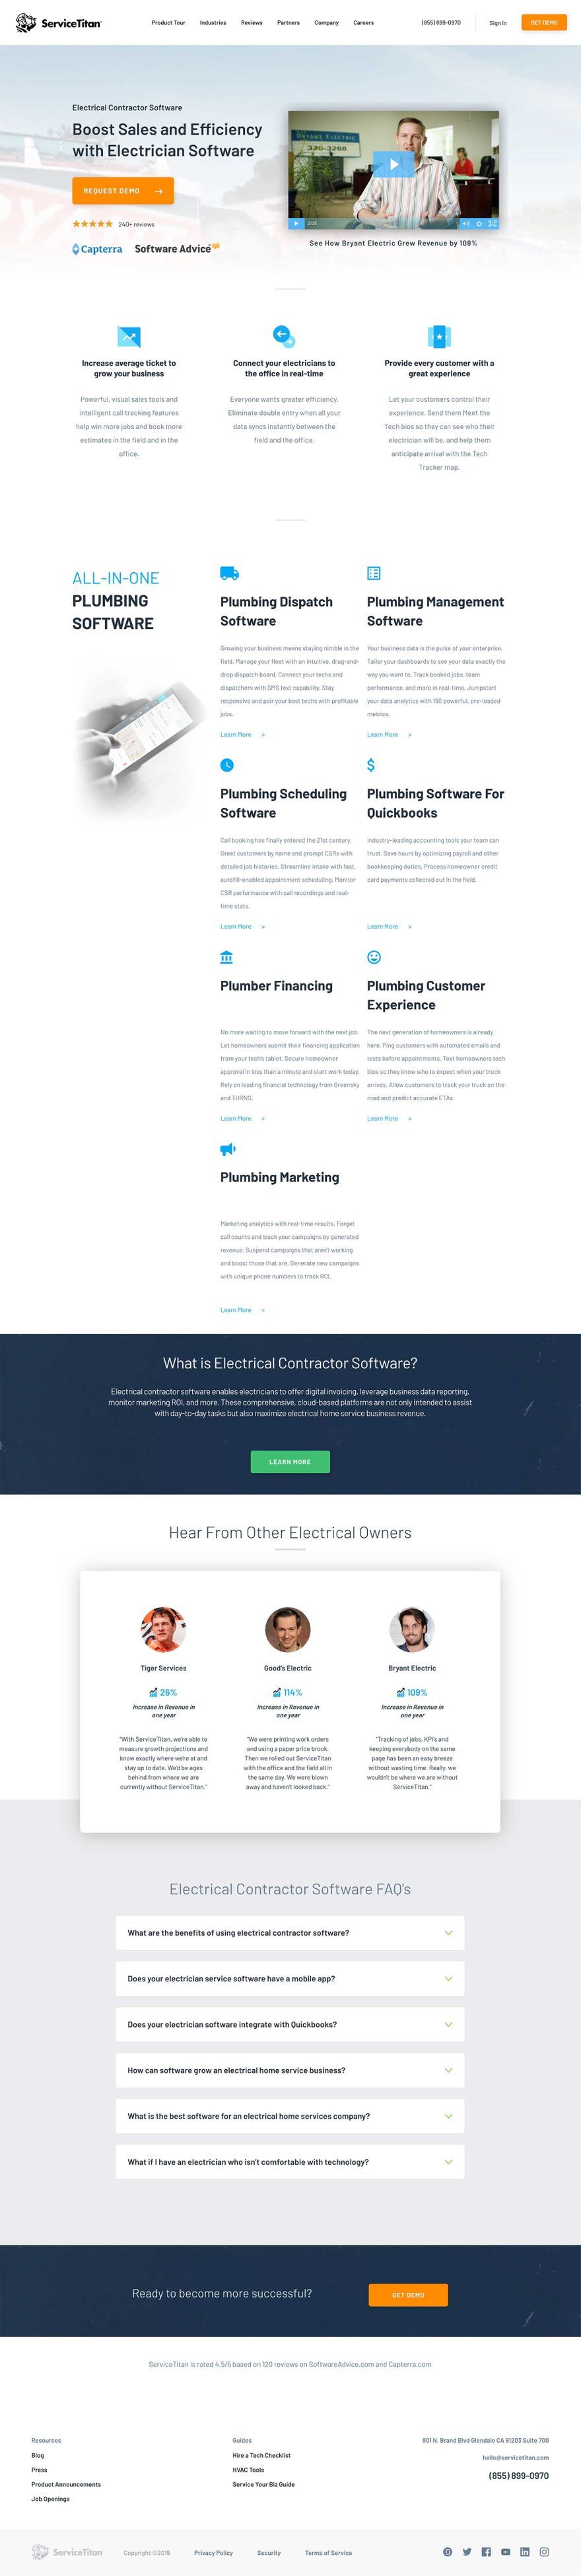 ServiceTitan
Product Tour Industries Reviews Partners Company Careers (855) 899-0970 Sign in GET DEMO
Electrical Contractor Software
Boost Sales and Efficiency
with Electrician Software
REQUEST DEMO →
240+ reviews
Capterra Software Advice
BRYANT ELECTRIC
326-3268
2:05
See How Bryant Electric Grew Revenue by 109%
Increase average ticket to
grow your business
Powerful, visual sales tools and
intelligent call tracking features
help win more jobs and book more
estimates in the field and in the
office.
Connect your electricians to
the office in real-time
Everyone wants greater efficiency.
Eliminate double entry when all your
data syncs instantly between the
field and the office.
Provide every customer with a
great experience
Let your customers control their
experience. Send them Meet the
Tech bios so they can see who their
electrician will be, and help them
anticipate arrival with the Tech
Tracker map.
ALL-IN-ONE
PLUMBING
SOFTWARE
Plumbing Dispatch
Software
Growing your business means staying nimble in the
field. Manage your fleet with an intuitive, drag-and-
drop dispatch board. Connect your techs and
dispatchers with SMS text capability. Stay
responsive and pair your best techs with profitable
jobs.
Learn More >
Plumbing Management
Software
Your business data is the pulse of your enterprise.
Tailor your dashboards to see your data exactly the
way you want to. Track booked jobs, team
performance, and more in real-time. Jumpstart
your data analytics with 150 powerful, pre-loaded
metrics.
Learn More >
Plumbing Scheduling
Software
Call booking has finally entered the 21st century.
Greet customers by name and prompt CSRs with
detailed job histories. Streamline intake with fast,
autofill-enabled appointment scheduling. Monitor
CSR performance with call recordings and real-
time stats.
Learn More >
Plumbing Software For
Quickbooks
Industry-leading accounting tools your team can
trust. Save hours by optimizing payroll and other
bookkeeping duties. Process homeowner credit
card payments collected out in the field.
Learn More >
Plumber Financing
No more waiting to move forward with the next job.
Let homeowners submit their financing application
from your tech's tablet. Secure homeowner
approval in less than a minute and start work today.
Rely on leading financial technology from Greensky
and TURNS.
Learn More >
Plumbing Customer
Experience
The next generation of homeowners is already
here. Ping customers with automated emails and
texts before appointments. Text homeowners tech
bios so they know who to expect when your truck
arrives. Allow customers to track your truck on the
road and predict accurate ETAs.
Learn More >
Plumbing Marketing
Marketing analytics with real-time results. Forget
call counts and track your campaigns by generated
revenue. Suspend campaigns that aren't working
and boost those that are. Generate new campaigns
with unique phone numbers to track ROI.
Learn More >
What is Electrical Contractor Software?
Electrical contractor software enables electricians to offer digital invoicing, leverage business data reporting,
monitor marketing ROI, and more. These comprehensive, cloud-based platforms are not only intended to assist
with day-to-day tasks but also maximize electrical home service business revenue.
LEARN MORE
Hear From Other Electrical Owners
Tiger Services
26%
Increase in Revenue in
one year
"With ServiceTitan, we're able to
measure growth projections and
know exactly where we're at and
stay up to date. We'd be ages
behind from where we are
currently without ServiceTitan."
Good's Electric
114%
Increase in Revenue in
one year
"We were printing work orders
and using a paper price brook.
Then we rolled out ServiceTitan
with the office and the field all in
the same day. We were blown
away and haven't looked back."
Bryant Electric
109%
Increase in Revenue in
one year
"Tracking of jobs, KPI's and
keeping everybody on the same
page has been an easy breeze
without wasting time. Really, we
wouldn't be where we are without
ServiceTitan."
Electrical Contractor Software FAQ's
What are the benefits of using electrical contractor software?
Does your electrician service software have a mobile app?
Does your electrician software integrate with Quickbooks?
How can software grow an electrical home service business?
What is the best software for an electrical home services company?
What if I have an electrician who isn't comfortable with technology?
Ready to become more successful?
GET DEMO
ServiceTitan is rated 4.5/5 based on 120 reviews on SoftwareAdvice.com and Capterra.com
Resources
Blog
Press
Product Announcements
Job Openings
Guides
Hire a Tech Checklist
HVAC Tools
Service Your Biz Guide
801 N. Brand Blvd Glendale CA 91203 Suite 700
hello@servicetitan.com
(855) 899-0970
ServiceTitan Copyright ©2019 Privacy Policy Security Terms of Service